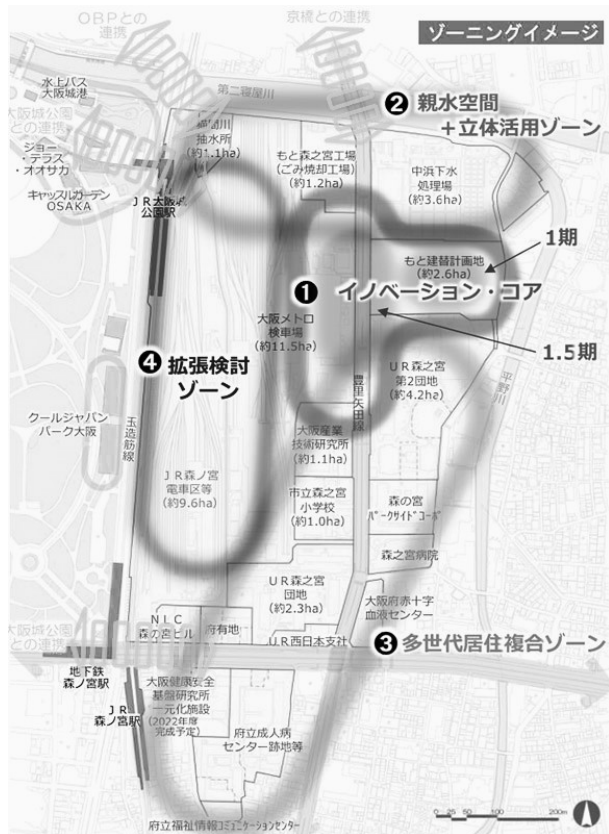 OBPとの
連携
京橋との
連携
ゾーニングイメージ
水上バス
大阪城港
第二寝屋川
大阪城公園
との連携
ジョー・
テラス
・オオサカ
キャッスルガーデン
OSAKA
猫間川
抽水所
(約1.1ha)
❷ 親水空間
+立体活用ゾーン
もと森之宮工場
(ごみ焼却工場)
(約1.2ha)
中浜下水
処理場
(約3.6ha)
JR大阪城
公園駅
1期
もと建替計画地
(約2.6ha)
❶ イノベーション・コア
大阪メトロ
検車場
(約11.5ha)
1.5期
❹ 拡張検討
ゾーン
UR森之宮
第2団地
(約4.2ha)
豊里矢田線
平野川
クールジャパン
パーク大阪
玉造筋線
大阪産業
技術研究所
(約1.1ha)
JR森ノ宮
電車区等
(約9.6ha)
市立森之宮
小学校
(約1.0ha)
森の宮
パークサイドコーポ
森之宮病院
UR森之宮
団地
(約2.3ha)
大阪府赤十字
血液センター
NLC
森の宮ビル
府有地
UR西日本支社
❸多世代居住複合ゾーン
大阪城公園
との連携
地下鉄
森ノ宮駅
JR
森ノ宮駅
大阪健康安全
基盤研究所
一元化施設
(2022年度
完成予定)
府立成人病
センター跡地等
府立福祉情報コミュニケーションセンター
0 25 50 100 200m